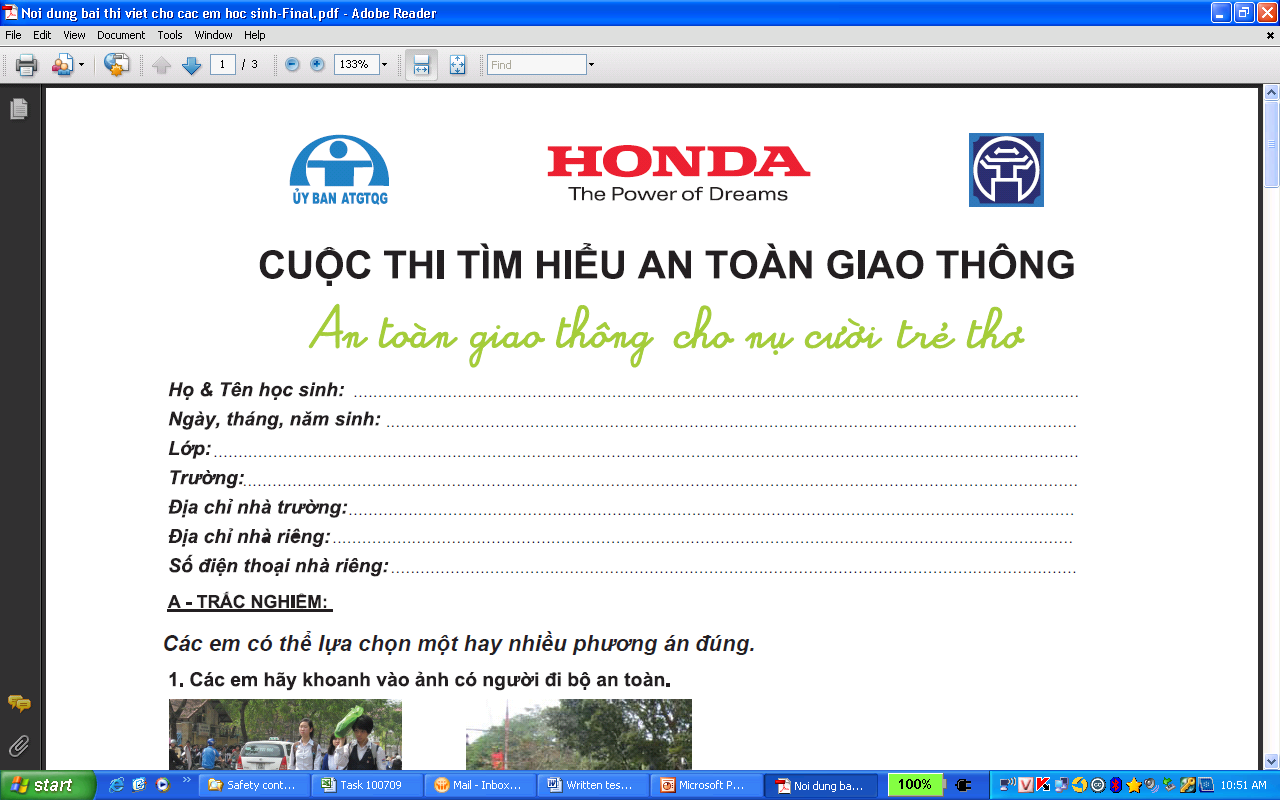 Noi dung bai thi viet cho cac em hoc sinh-Final.pdf - Adobe Reader
File Edit View Document Tools Window Help
1 / 3 133% Find
ỦY BAN ATGTQG
HONDA
The Power of Dreams
CUỘC THI TÌM HIỂU AN TOÀN GIAO THÔNG
An toàn giao thông cho nụ cười trẻ thơ
Họ & Tên học sinh:
Ngày, tháng, năm sinh:
Lớp:
Trường:
Địa chỉ nhà trường:
Địa chỉ nhà riêng:
Số điện thoại nhà riêng:
A - TRẮC NGHIỆM:
Các em có thể lựa chọn một hay nhiều phương án đúng.
1. Các em hãy khoanh vào ảnh có người đi bộ an toàn.
start Safety cont... Task 100709 Mail - Inbox... Written tes... Microsoft P... Noi dung ba... 100% 10:51 AM